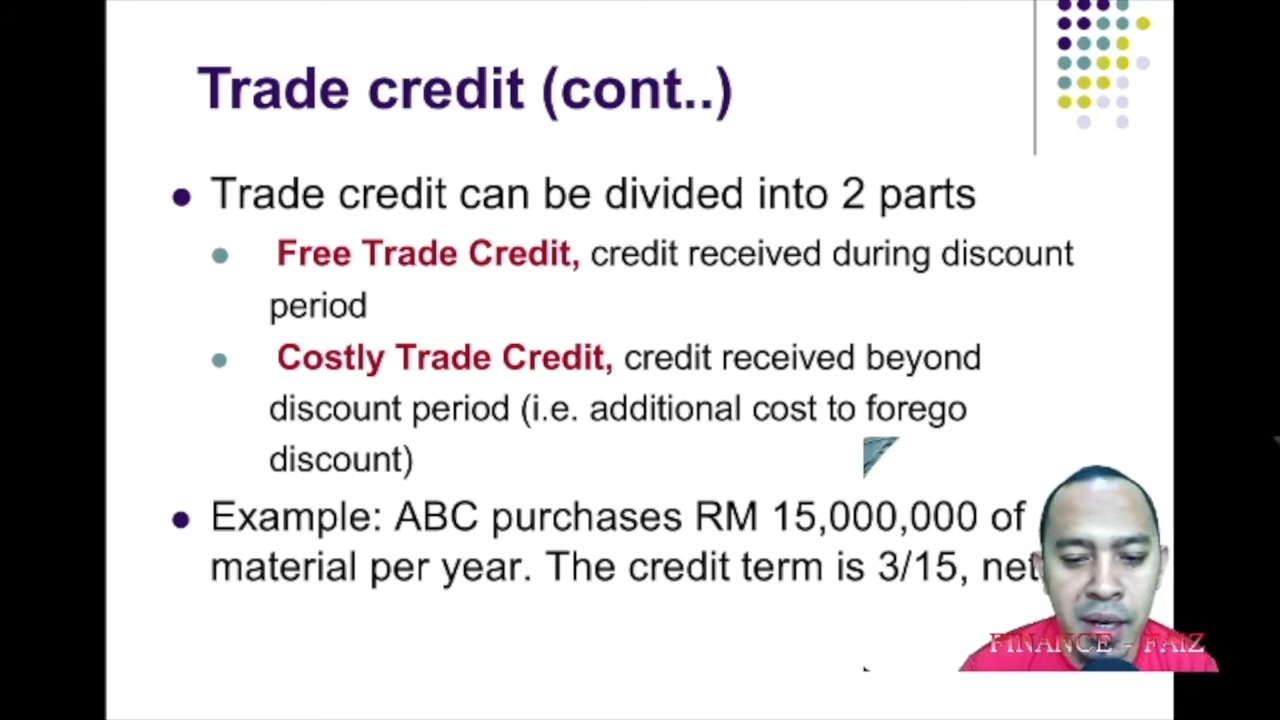 Trade credit (cont..)
Trade credit can be divided into 2 parts
Free Trade Credit, credit received during discount
period
Costly Trade Credit, credit received beyond
discount period (i.e. additional cost to forego
discount)
Example: ABC purchases RM 15,000,000 of
material per year. The credit term is 3/15, net
FINANCE - FAIZ